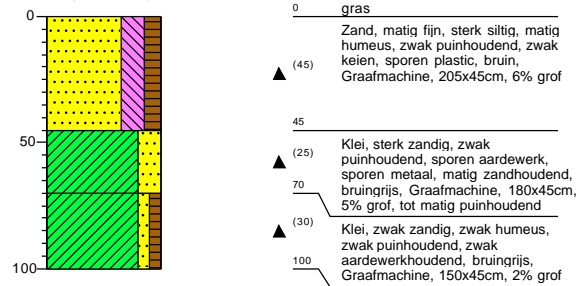 0
50
100
0 gras
Zand, matig fijn, sterk siltig, matig
humeus, zwak puinhoudend, zwak
keien, sporen plastic, bruin,
Graafmachine, 205x45cm, 6% grof
(45)
45
Klei, sterk zandig, zwak
puinhoudend, sporen aardewerk,
sporen metaal, matig zandhoudend,
bruingrijs, Graafmachine, 180x45cm,
5% grof, tot matig puinhoudend
(25)
70
Klei, zwak zandig, zwak humeus,
zwak puinhoudend, zwak
aardewerkhoudend, bruingrijs,
Graafmachine, 150x45cm, 2% grof
(30)
100